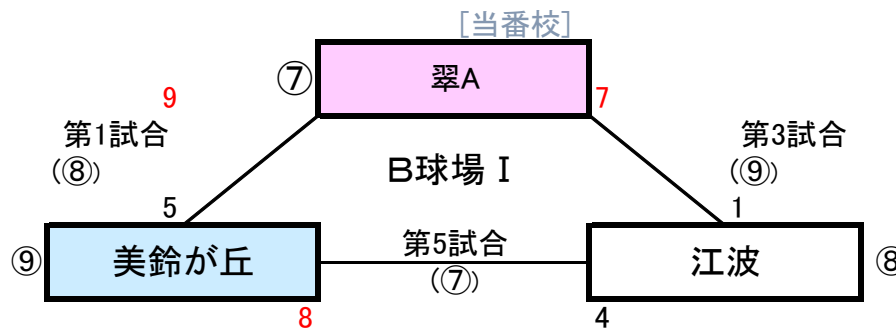 [当番校]
⑦ 翠A
9 7
第1試合 第3試合
(⑧) B球場Ⅰ (⑨)
5 1
⑨ 美鈴が丘 第5試合 江波 ⑧
(⑦)
8 4